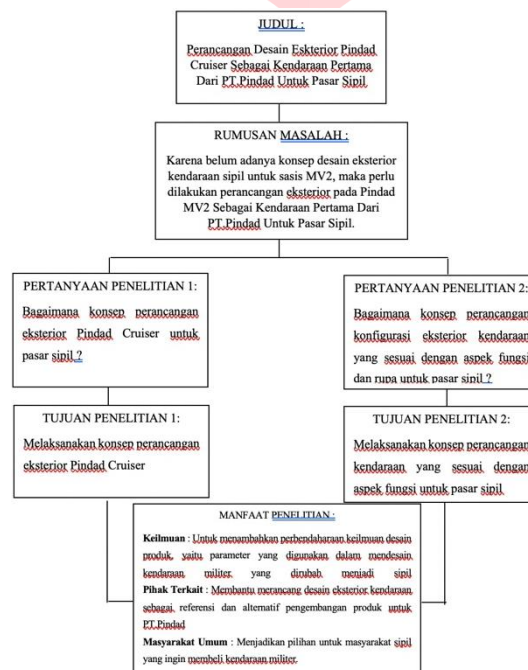 JUDUL :
Perancangan Desain Eskterior Pindad
Cruiser Sebagai Kendaraan Pertama
Dari PT.Pindad Untuk Pasar Sipil
RUMUSAN MASALAH :
Karena belum adanya konsep desain eksterior
kendaraan sipil untuk sasis MV2, maka perlu
dilakukan perancangan eksterior pada Pindad
MV2 Sebagai Kendaraan Pertama Dari
PT.Pindad Untuk Pasar Sipil.
PERTANYAAN PENELITIAN 1:
Bagaimana konsep perancangan
eksterior Pindad Cruiser untuk
pasar sipil ?
PERTANYAAN PENELITIAN 2:
Bagaimana konsep perancangan
konfigurasi eksterior kendaraan
yang sesuai dengan aspek fungsi
dan rupa untuk pasar sipil ?
TUJUAN PENELITIAN 1:
Melaksanakan konsep perancangan
eksterior Pindad Cruiser
TUJUAN PENELITIAN 2:
Melaksanakan konsep perancangan
kendaraan yang sesuai dengan
aspek fungsi untuk pasar sipil
MANFAAT PENELITIAN :
Keilmuan : Untuk menambahkan perbendaharaan keilmuan desain
produk, yaitu parameter yang digunakan dalam mendesain
kendaraan militer yang dirubah menjadi sipil
Pihak Terkait : Membantu merancang desain eksterior kendaraan
sebagai referensi dan alternatif pengembangan produk untuk
PT.Pindad
Masyarakat Umum : Menjadikan pilihan untuk masyarakat sipil
yang ingin membeli kendaraan militer.